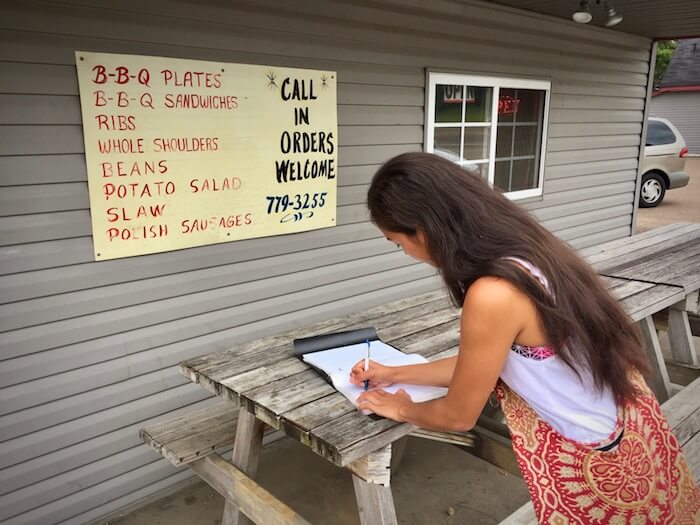 B-B-Q PLATES
B-B-Q SANDWICHES
RIBS
WHOLE SHOULDERS
BEANS
POTATO SALAD
SLAW
POLISH SAUSAGES
CALL
IN
ORDERS
WELCOME
779-3255
OPEN